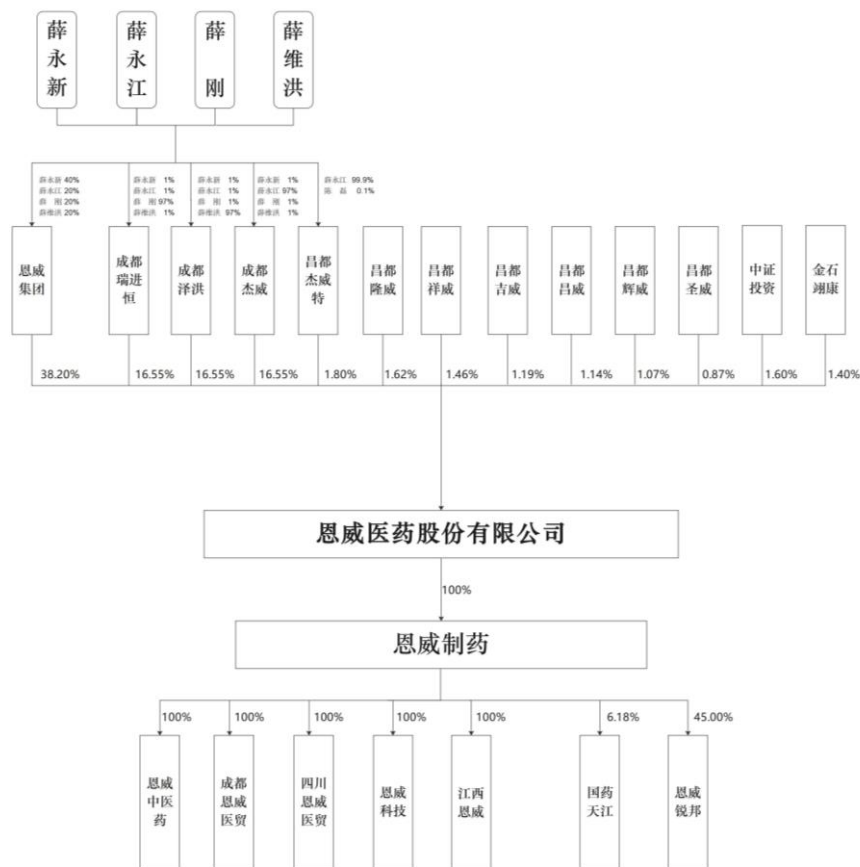 薛永新
薛永江
薛刚
薛维洪
薛永新 40%
薛永江 20%
薛刚 20%
薛维洪 20%
薛永新 1%
薛永江 1%
薛刚 97%
薛维洪 1%
薛永新 1%
薛永江 1%
薛刚 1%
薛维洪 97%
薛永新 1%
薛永江 97%
薛刚 1%
薛维洪 1%
薛永江 99.9%
陈磊 0.1%
恩威
集团
成都
瑞进
恒
成都
泽洪
成都
杰威
昌都
杰威
特
昌都
隆威
昌都
祥威
昌都
吉威
昌都
昌威
昌都
辉威
昌都
圣威
中证
投资
金石
翊康
38.20%
16.55%
16.55%
16.55%
1.80%
1.62%
1.46%
1.19%
1.14%
1.07%
0.87%
1.60%
1.40%
恩威医药股份有限公司
100%
恩威制药
100%
100%
100%
100%
100%
6.18%
45.00%
恩威
中医
药
成都
恩威
医贸
四川
恩威
医贸
恩威
科技
江西
恩威
国药
天江
恩威
锐邦